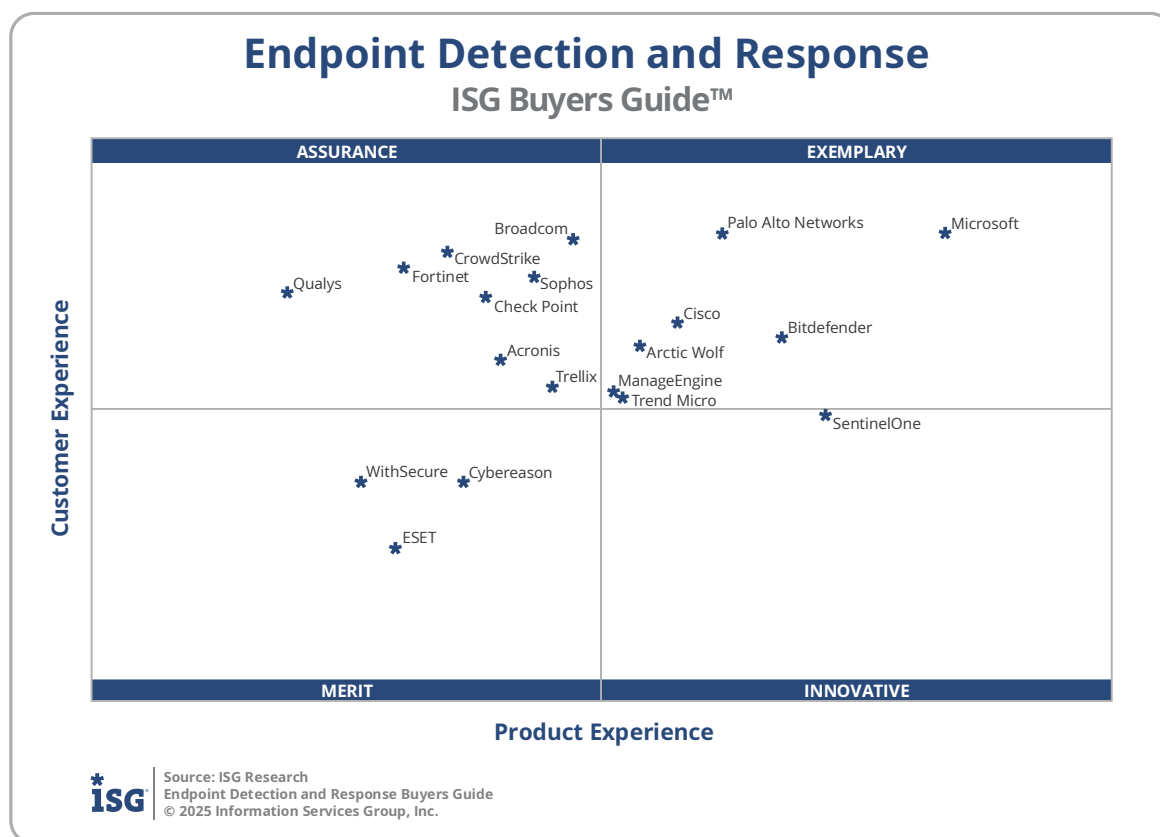 Endpoint Detection and Response
ISG Buyers Guide™
ASSURANCE
EXEMPLARY
Palo Alto Networks
Microsoft
Broadcom
CrowdStrike
Fortinet
Sophos
Qualys
Check Point
Cisco
Bitdefender
Arctic Wolf
Acronis
Trellix
ManageEngine
Trend Micro
SentinelOne
WithSecure
Cybereason
ESET
Customer Experience
MERIT
INNOVATIVE
Product Experience
ISG
Source: ISG Research
Endpoint Detection and Response Buyers Guide
© 2025 Information Services Group, Inc.